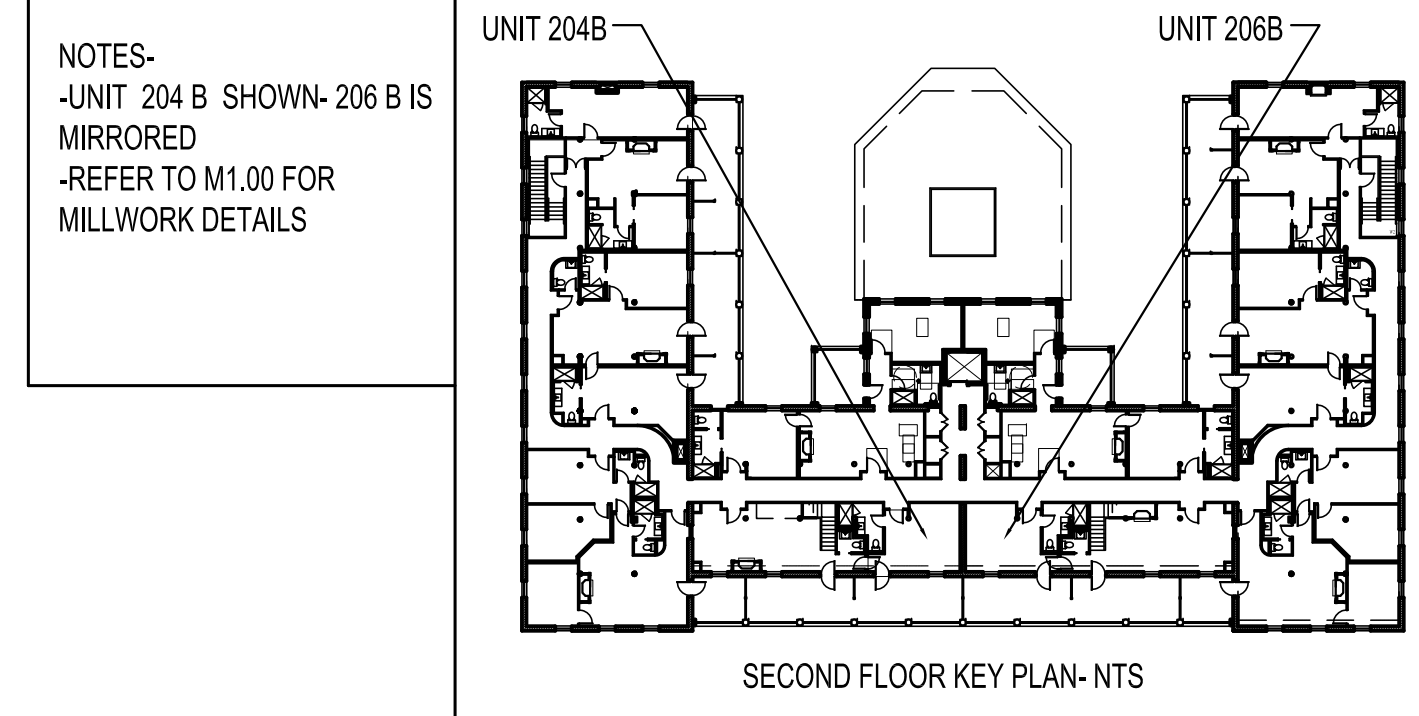 NOTES-
-UNIT 204 B SHOWN- 206 B IS
MIRRORED
-REFER TO M1.00 FOR
MILLWORK DETAILS
UNIT 204B
UNIT 206B
SECOND FLOOR KEY PLAN- NTS